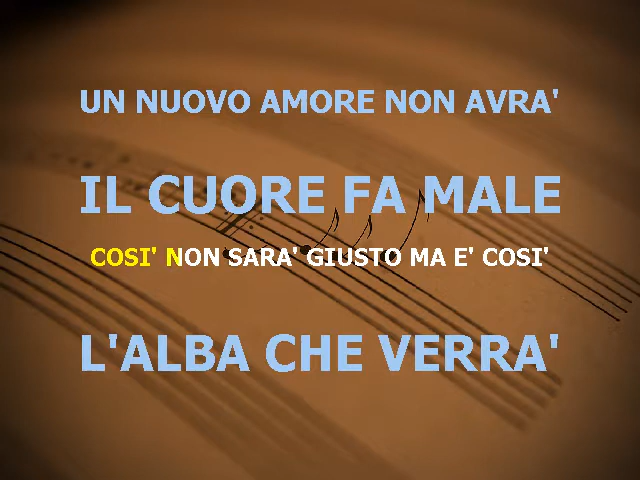 UN NUOVO AMORE NON AVRA'
IL CUORE FA MALE
COSI' NON SARA' GIUSTO MA E' COSI'
L'ALBA CHE VERRA'